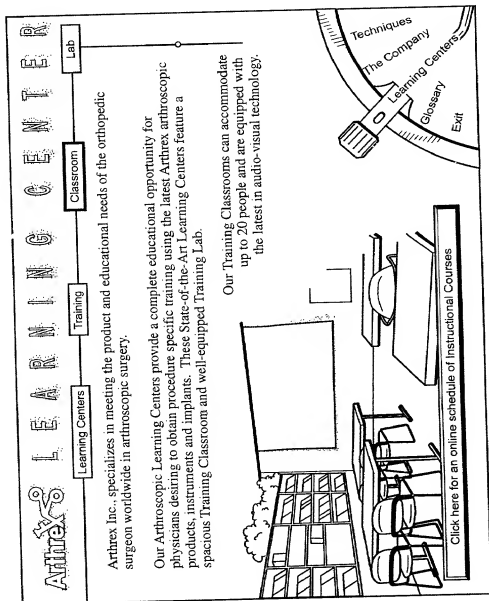 Arthrex LEARNING CENTER
Learning Centers
Training
Classroom
Lab
Arthrex Inc., specializes in meeting the product and educational needs of the orthopedic
surgeon worldwide in arthroscopic surgery.
Our Arthroscopic Learning Centers provide a complete educational opportunity for
physicians desiring to obtain procedure specific training using the latest Arthrex arthroscopic
products, instruments and implants. These State-of-the-Art Learning Centers feature a
spacious Training Classroom and well-equipped Training Lab.
Our Training Classrooms can accommodate
up to 20 people and are equipped with
the latest in audio-visual technology.
Techniques
The Company
Learning Centers
Glossary
Exit
Click here for an online schedule of Instructional Courses